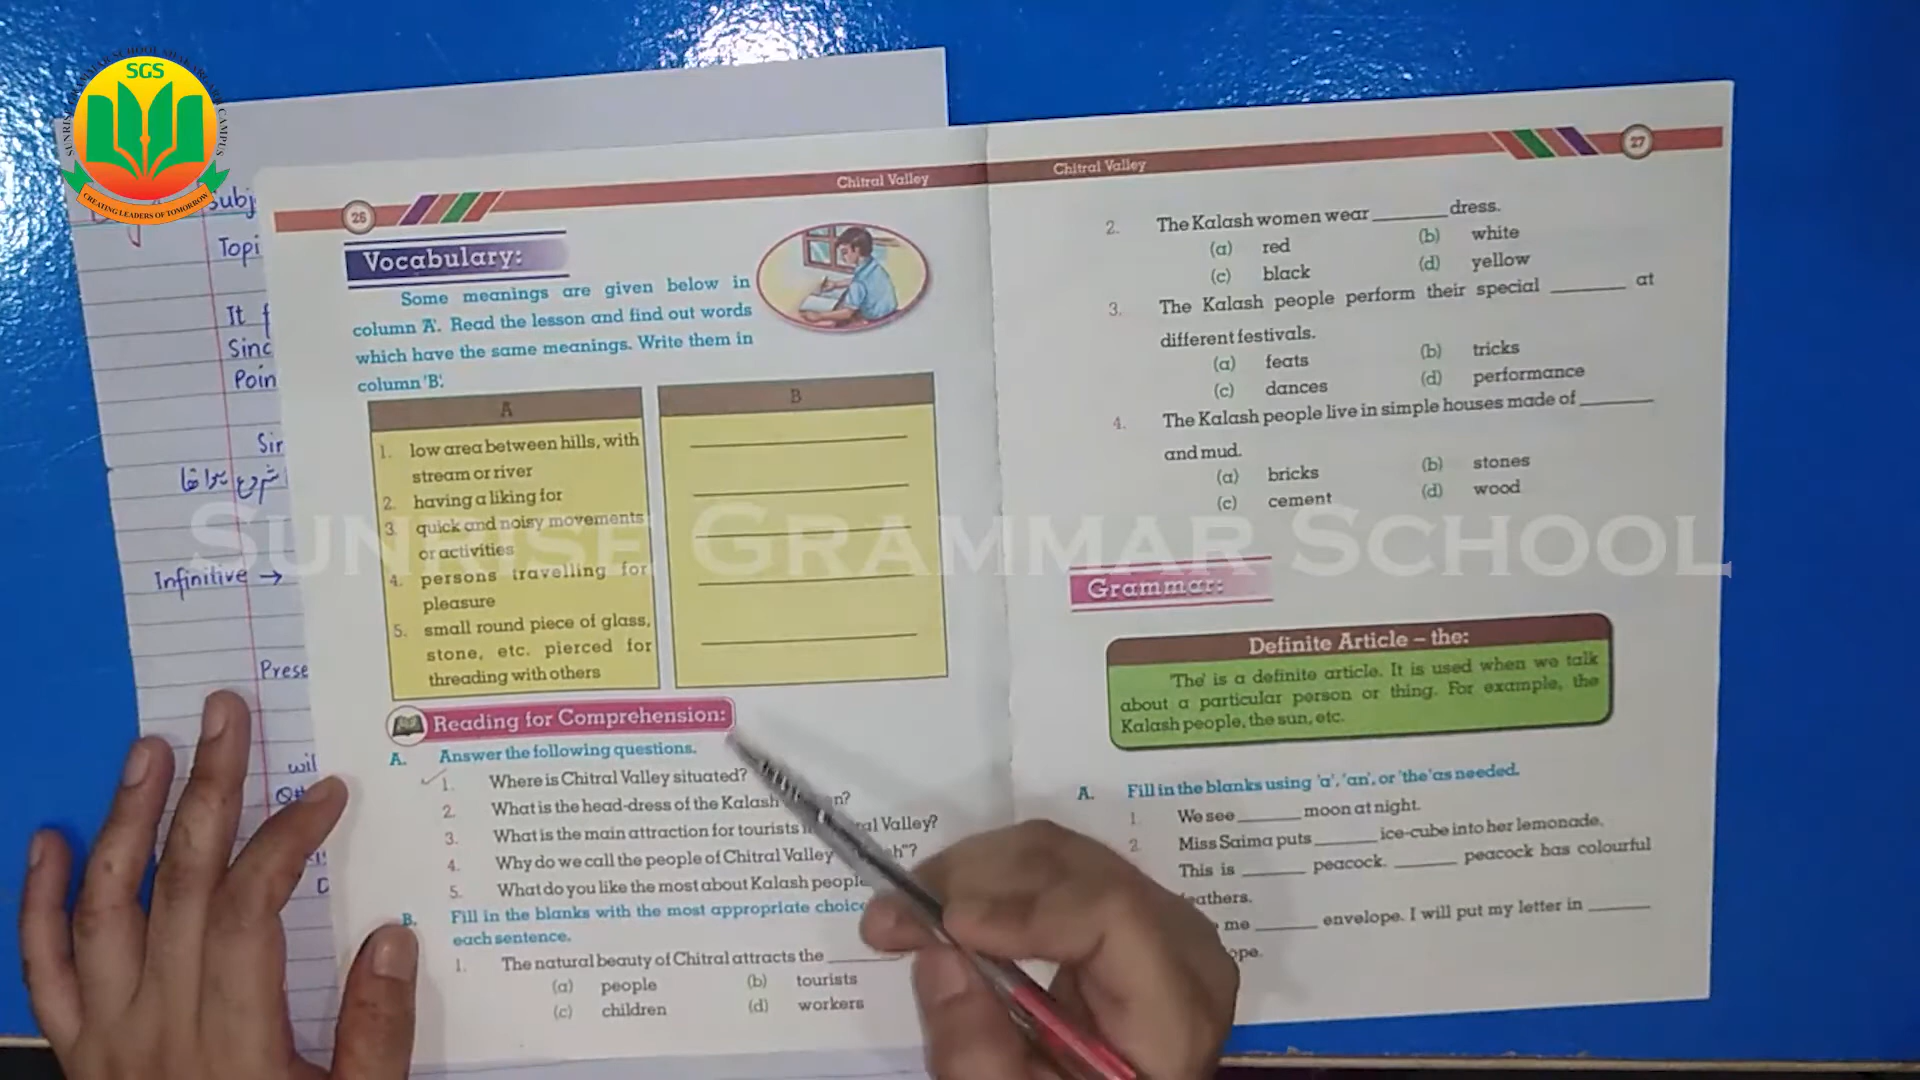 SUNRISE GRAMMAR SCHOOL
SGS
CREATING LEADERS OF TOMORROW
Subj
Topi
It f
Sinc
Poin
Sin
شروع ہوا تھا
Infinitive →
Prese
wil
Oth
D
26
Chitral Valley
Vocabulary:
Some meanings are given below in
column 'A'. Read the lesson and find out words
which have the same meanings. Write them in
column 'B'.
A
1. low area between hills, with
stream or river
2. having a liking for
3. quick and noisy movements
or activities
4. persons travelling for
pleasure
5. small round piece of glass,
stone, etc. pierced for
threading with others
B
Reading for Comprehension:
A. Answer the following questions.
1. Where is Chitral Valley situated?
2. What is the head-dress of the Kalash n?
3. What is the main attraction for tourists al Valley?
4. Why do we call the people of Chitral Valley h"?
5. What do you like the most about Kalash people
B. Fill in the blanks with the most appropriate choice
each sentence.
1. The natural beauty of Chitral attracts the ______
(a) people (b) tourists
(c) children (d) workers
Chitral Valley
27
2. The Kalash women wear ______ dress.
(a) red (b) white
(c) black (d) yellow
3. The Kalash people perform their special ______ at
different festivals.
(a) feats (b) tricks
(c) dances (d) performance
4. The Kalash people live in simple houses made of ______
and mud.
(a) bricks (b) stones
(c) cement (d) wood
Grammar:
Definite Article – the:
'The' is a definite article. It is used when we talk
about a particular person or thing. For example, the
Kalash people, the sun, etc.
A. Fill in the blanks using 'a', 'an', or 'the' as needed.
1. We see ______ moon at night.
2. Miss Saima puts ______ ice-cube into her lemonade.
This is ______ peacock. ______ peacock has colourful
eathers.
me ______ envelope. I will put my letter in ______
ope.
SUNRISE GRAMMAR SCHOOL